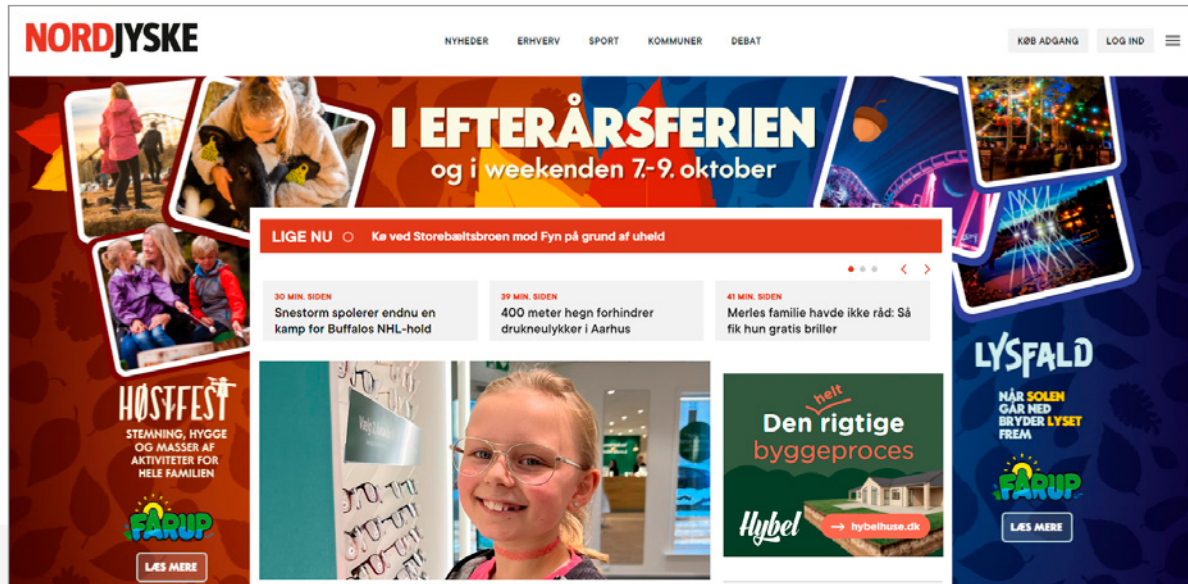 NORDJYSKE
NYHEDER ERHVERV SPORT KOMMUNER DEBAT
KØB ADGANG LOG IND
I EFTERÅRSFERIEN
og i weekenden 7.-9. oktober
LIGE NU Kø ved Storebæltsbroen mod Fyn på grund af uheld
30 MIN. SIDEN
Snestorm spolerer endnu en
kamp for Buffalos NHL-hold
39 MIN. SIDEN
400 meter hegn forhindrer
drukneulykker i Aarhus
41 MIN. SIDEN
Merles familie havde ikke råd: Så
fik hun gratis briller
HØSTFEST
STEMNING, HYGGE
OG MASSER AF
AKTIVITETER FOR
HELE FAMILIEN
FÅRUP
LÆS MERE
helt
Den rigtige
byggeproces
Hybel
→ hybelhuse.dk
LYSFALD
NÅR SOLEN
GÅR NED
BRYDER LYSET
FREM
FÅRUP
LÆS MERE